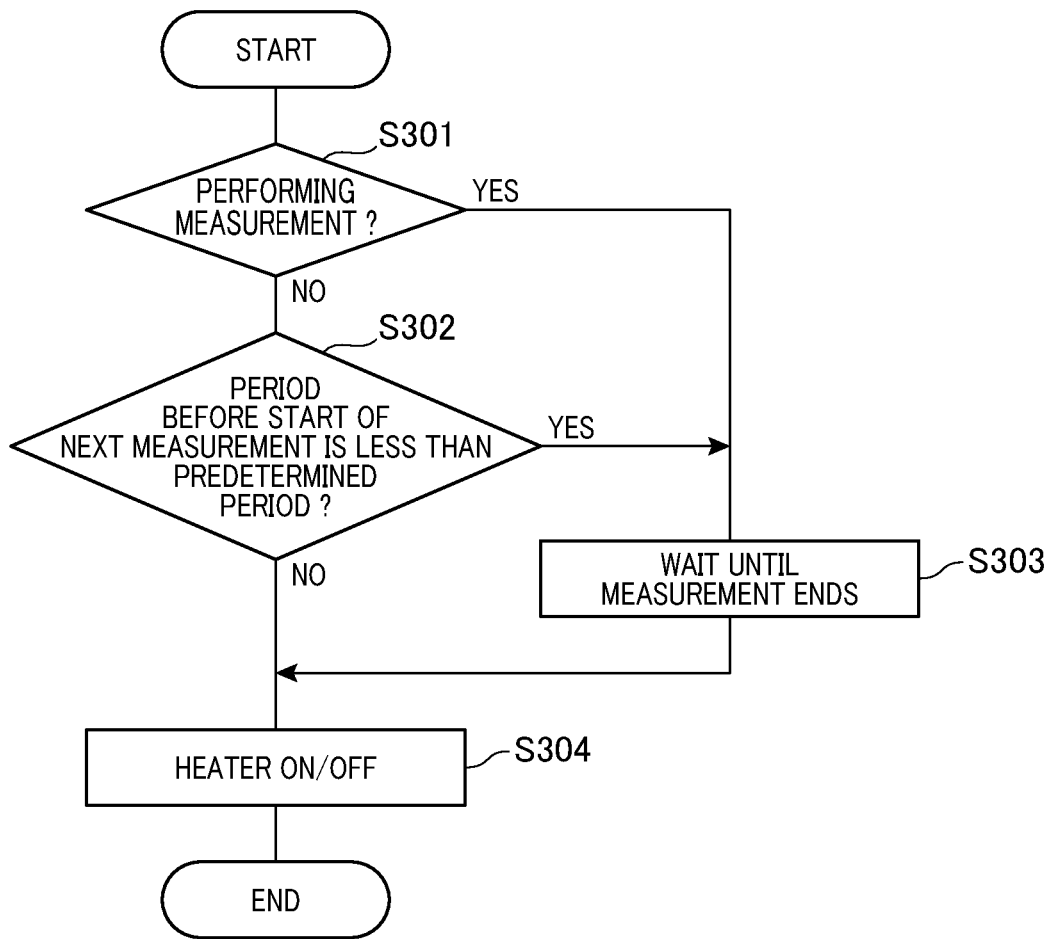 START
S301
PERFORMING
MEASUREMENT ?
YES
NO
S302
PERIOD
BEFORE START OF
NEXT MEASUREMENT IS LESS THAN
PREDETERMINED
PERIOD ?
YES
NO
WAIT UNTIL
MEASUREMENT ENDS
S303
HEATER ON/OFF
S304
END